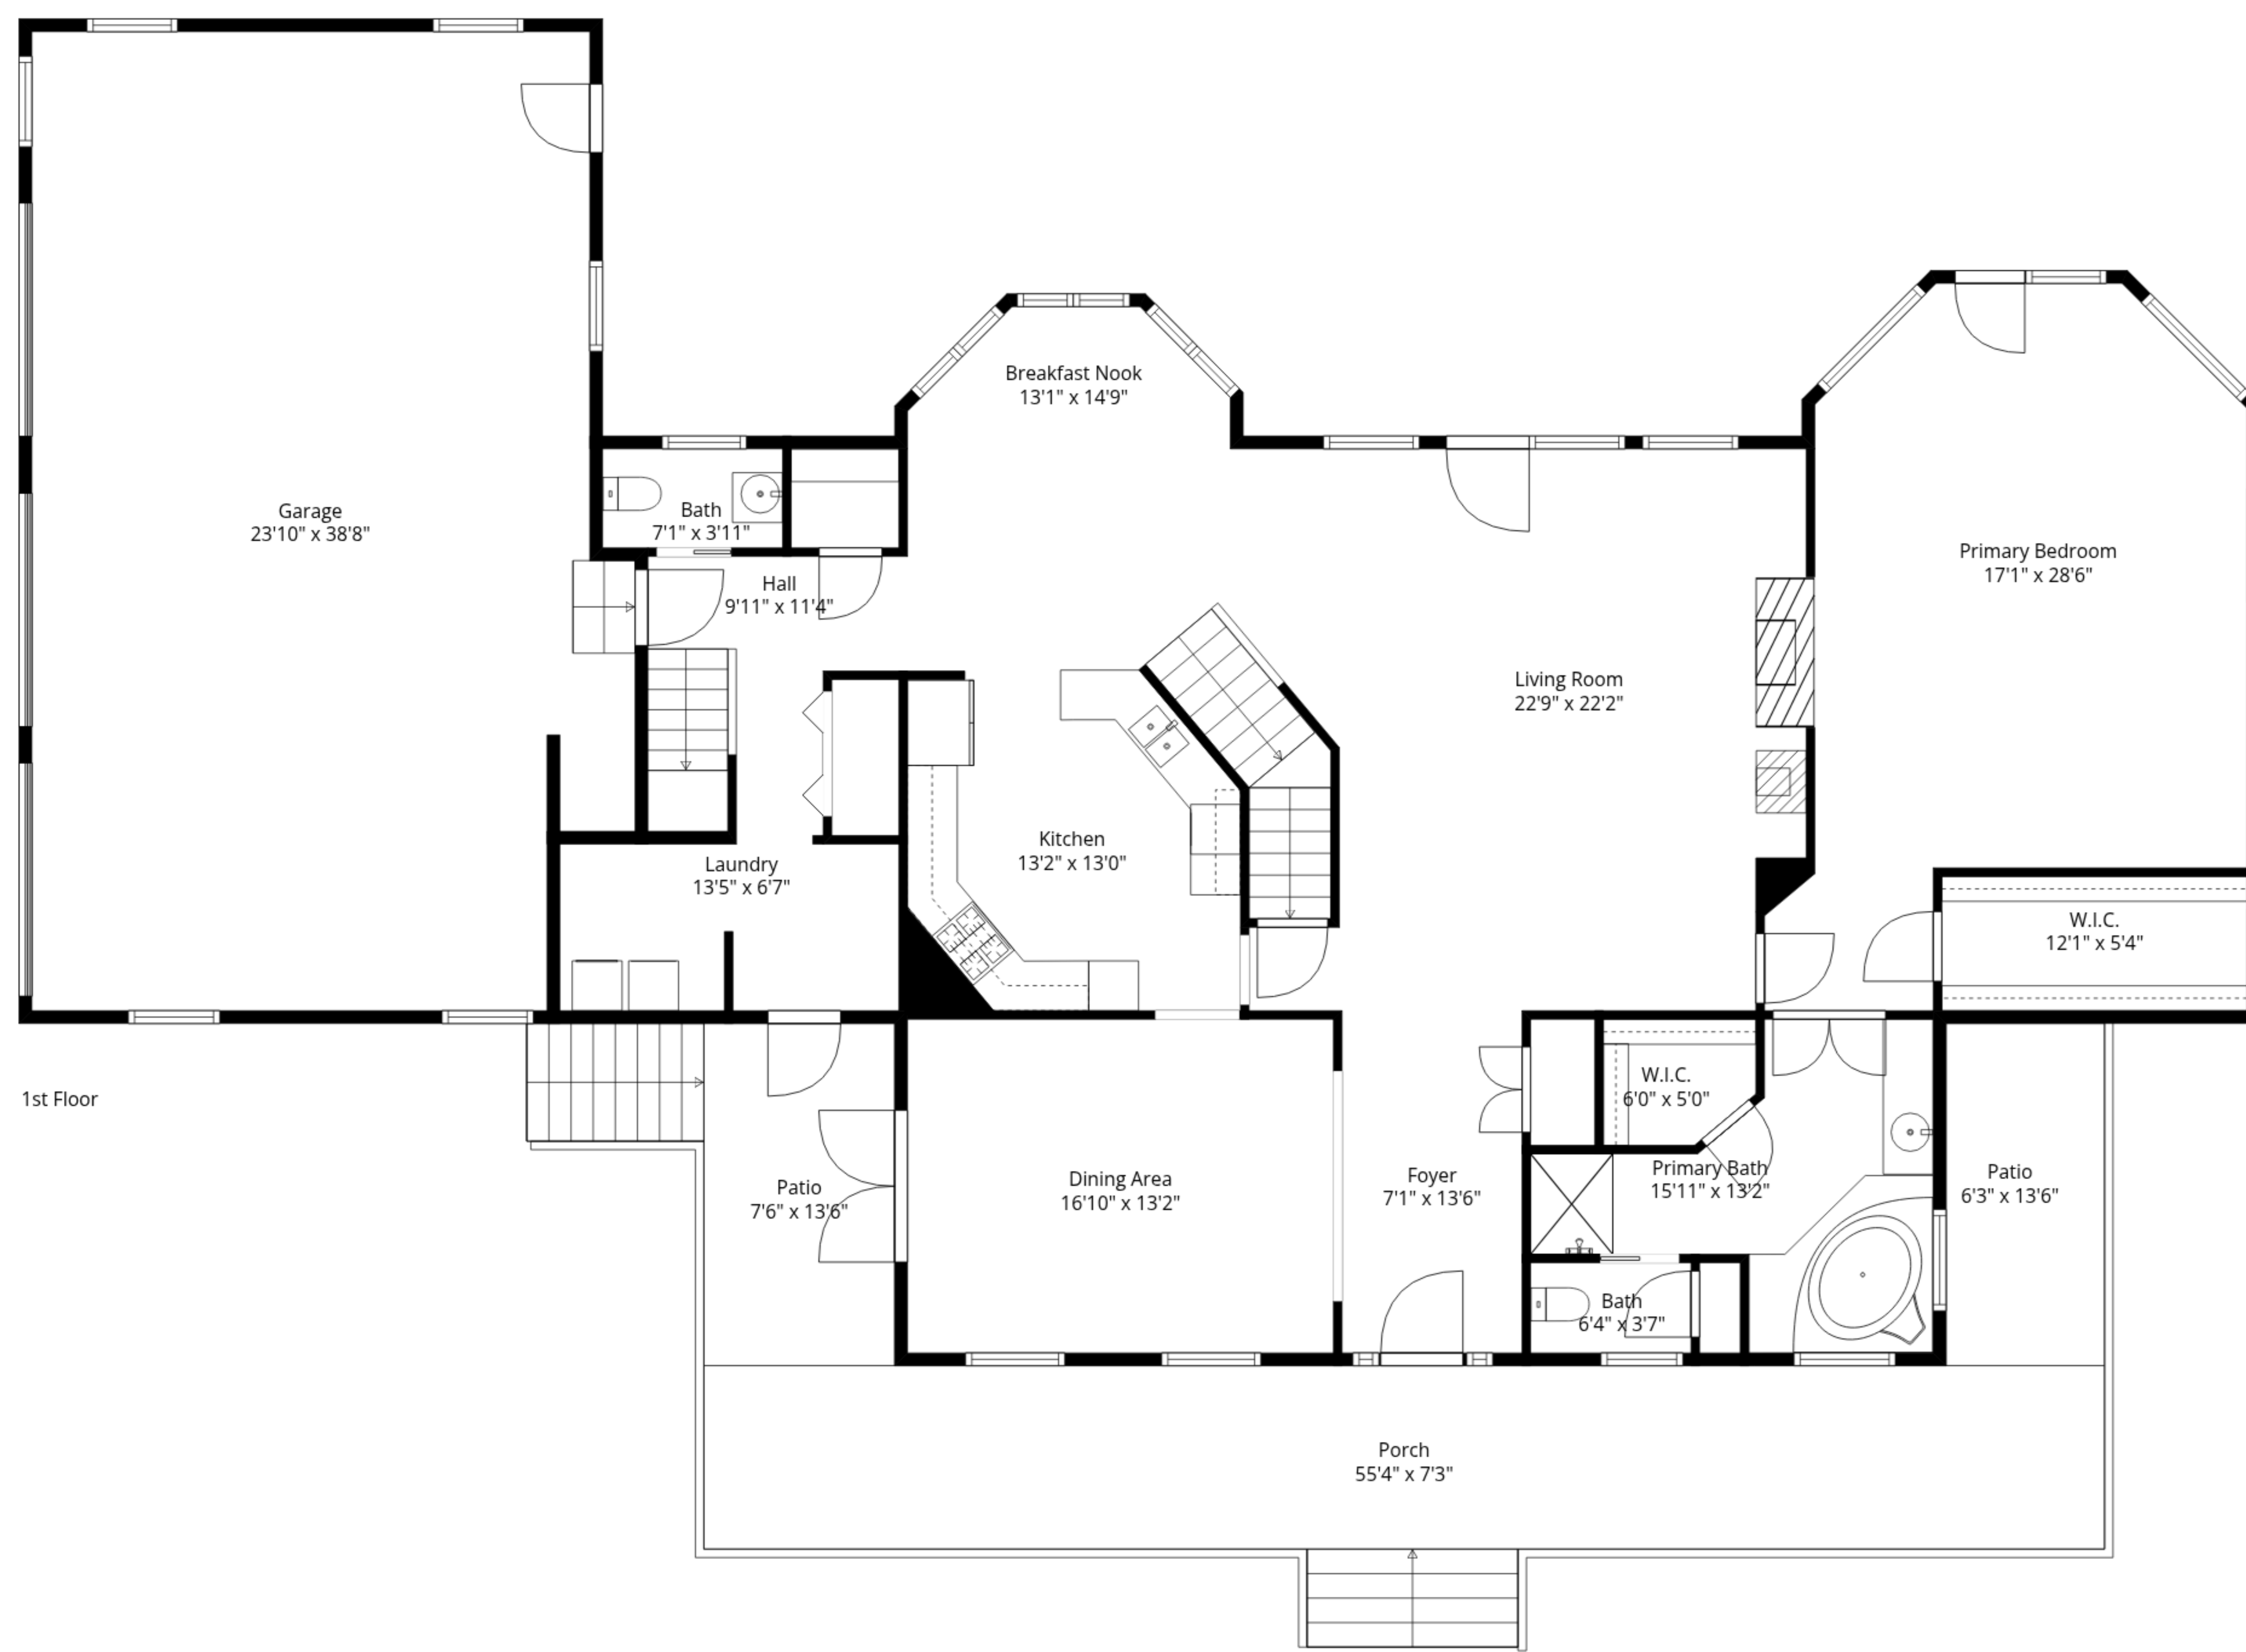 Breakfast Nook
13'1" x 14'9"
Garage
23'10" x 38'8"
Bath
7'1" x 3'11"
Primary Bedroom
17'1" x 28'6"
Hall
9'11" x 11'4"
Living Room
22'9" x 22'2"
Kitchen
13'2" x 13'0"
Laundry
13'5" x 6'7"
W.I.C.
12'1" x 5'4"
W.I.C.
6'0" x 5'0"
1st Floor
Primary Bath
15'11" x 13'2"
Patio
6'3" x 13'6"
Foyer
7'1" x 13'6"
Dining Area
16'10" x 13'2"
Patio
7'6" x 13'6"
Bath
6'4" x 3'7"
Porch
55'4" x 7'3"